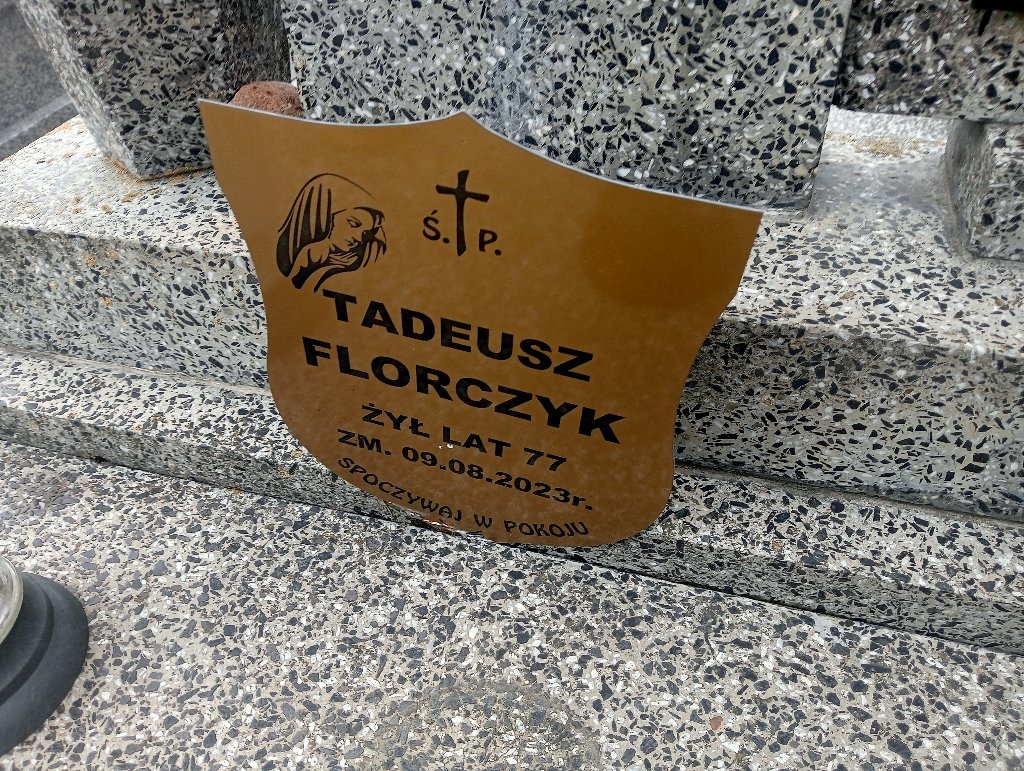 Ś. P.
TADEUSZ
FLORCZYK
ŻYŁ LAT 77
ZM. 09.08.2023r.
SPOCZYWAJ W POKOJU